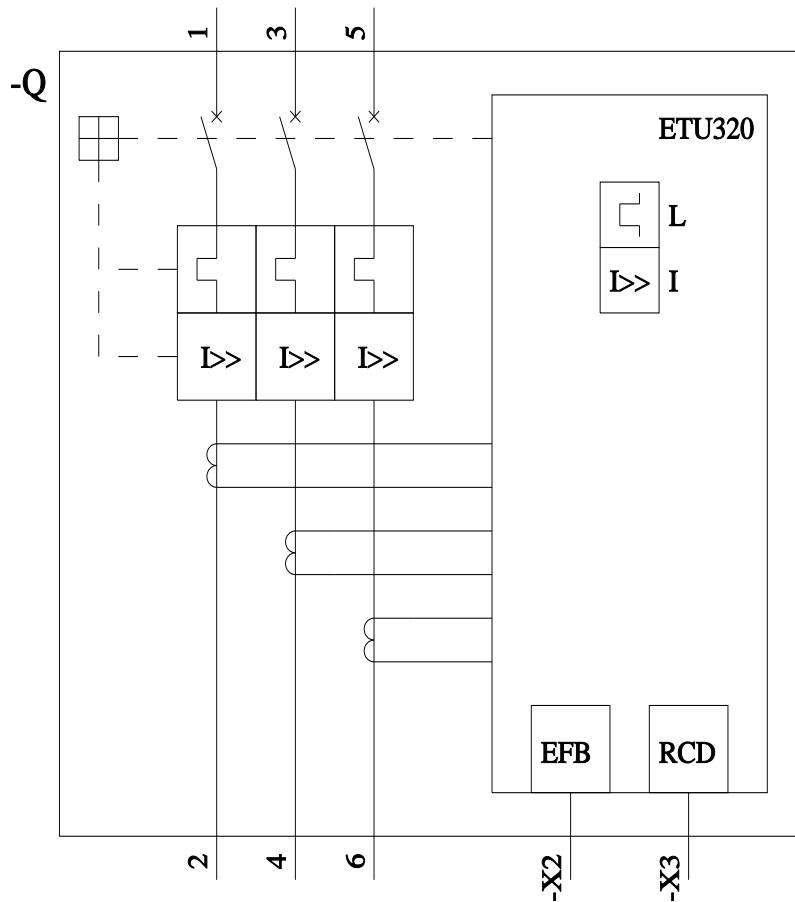 1 3 5
-Q
ETU320
L
I>> I
I>> I>> I>>
EFB RCD
2 4 6 -X2 -X3